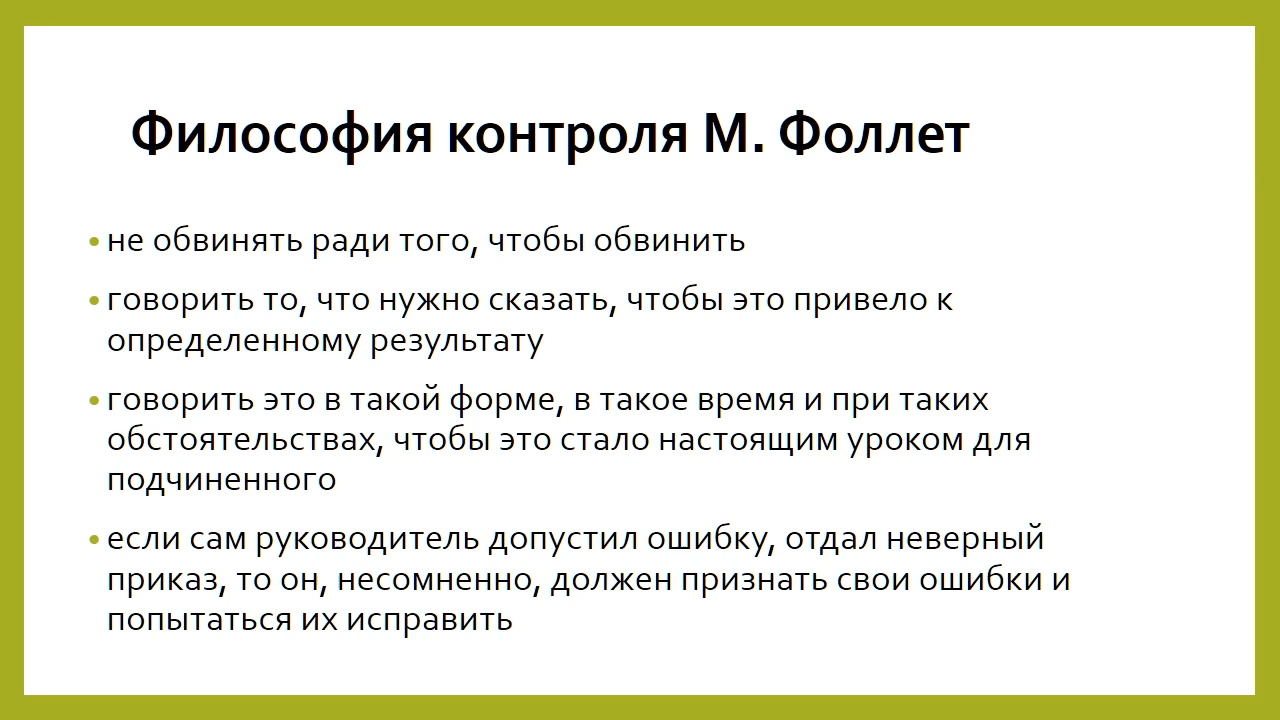 Философия контроля М. Фоллет
• не обвинять ради того, чтобы обвинить
• говорить то, что нужно сказать, чтобы это привело к
определенному результату
• говорить это в такой форме, в такое время и при таких
обстоятельствах, чтобы это стало настоящим уроком для
подчиненного
• если сам руководитель допустил ошибку, отдал неверный
приказ, то он, несомненно, должен признать свои ошибки и
попытаться их исправить